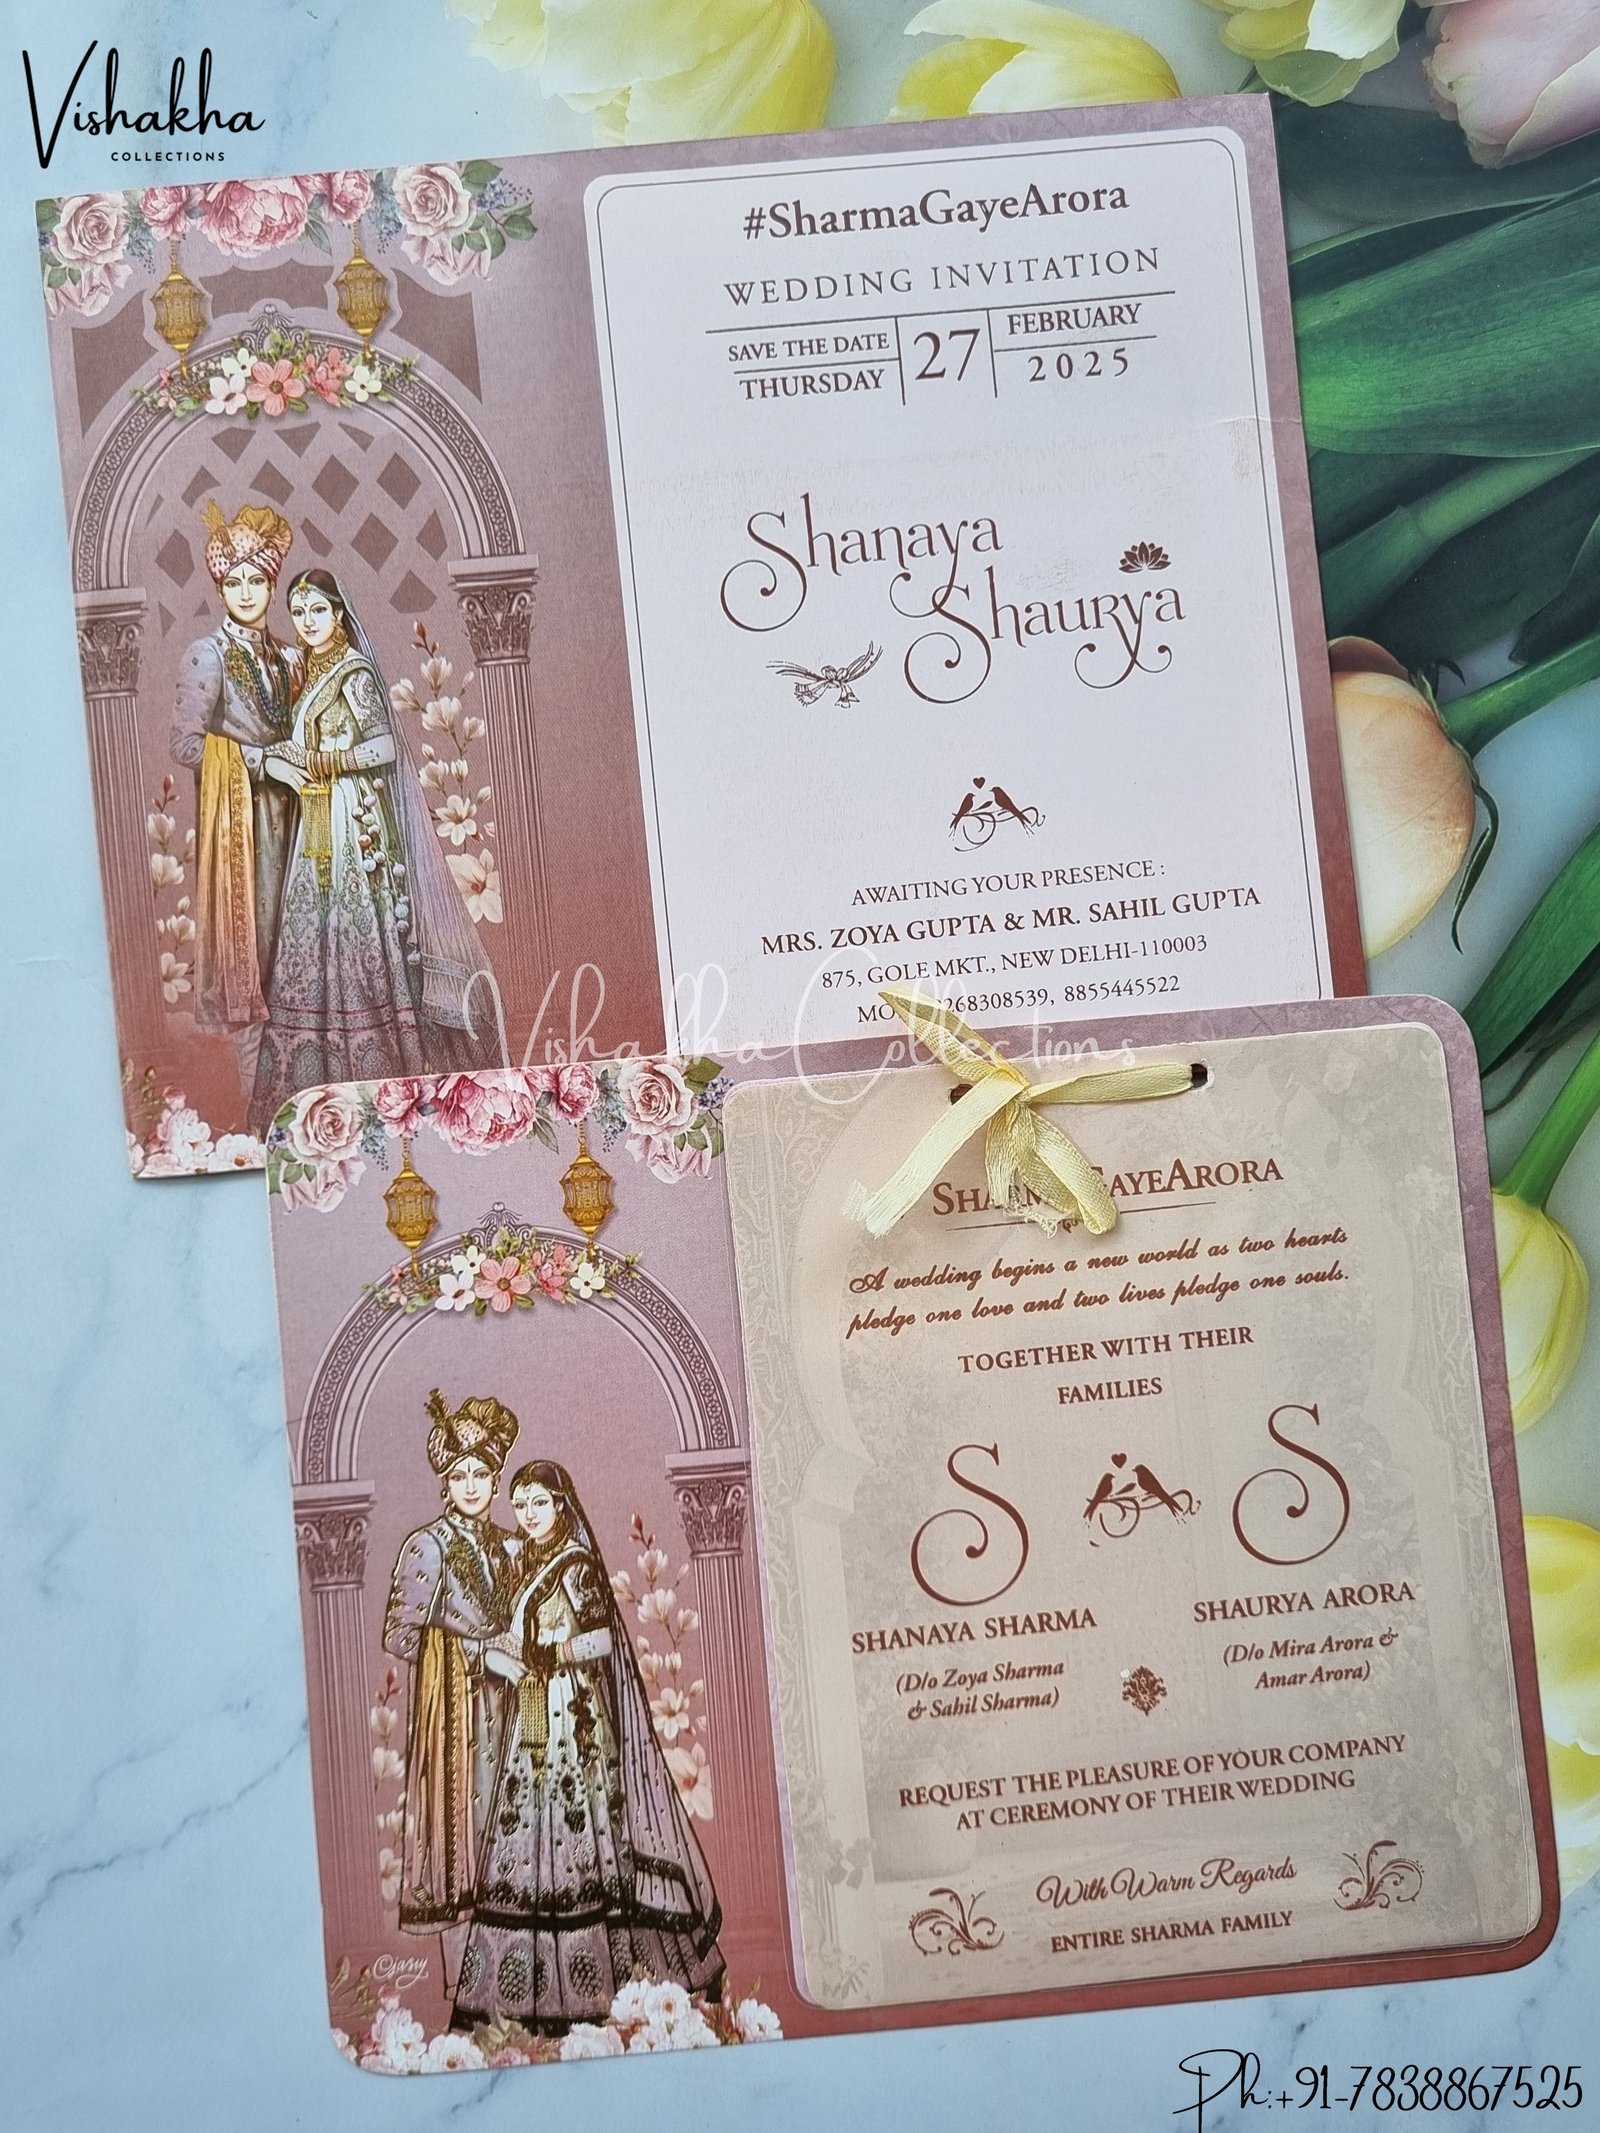 Vishakha
COLLECTIONS
#SharmaGayeArora
WEDDING INVITATION
SAVE THE DATE
THURSDAY
27
FEBRUARY
2025
Shanaya
Shaurya
AWAITING YOUR PRESENCE :
MRS. ZOYA GUPTA & MR. SAHIL GUPTA
875, GOLE MKT., NEW DELHI-110003
268308539, 8855445522
Vishakha Collections
GAYEARORA
A wedding begins a new world as two hearts
pledge one love and two lives pledge one souls.
TOGETHER WITH THEIR
FAMILIES
S S
SHANAYA SHARMA
(D/o Zoya Sharma
& Sahil Sharma)
SHAURYA ARORA
(D/o Mira Arora &
Amar Arora)
REQUEST THE PLEASURE OF YOUR COMPANY
AT CEREMONY OF THEIR WEDDING
With Warm Regards
ENTIRE SHARMA FAMILY
Ph:+91-7838867525